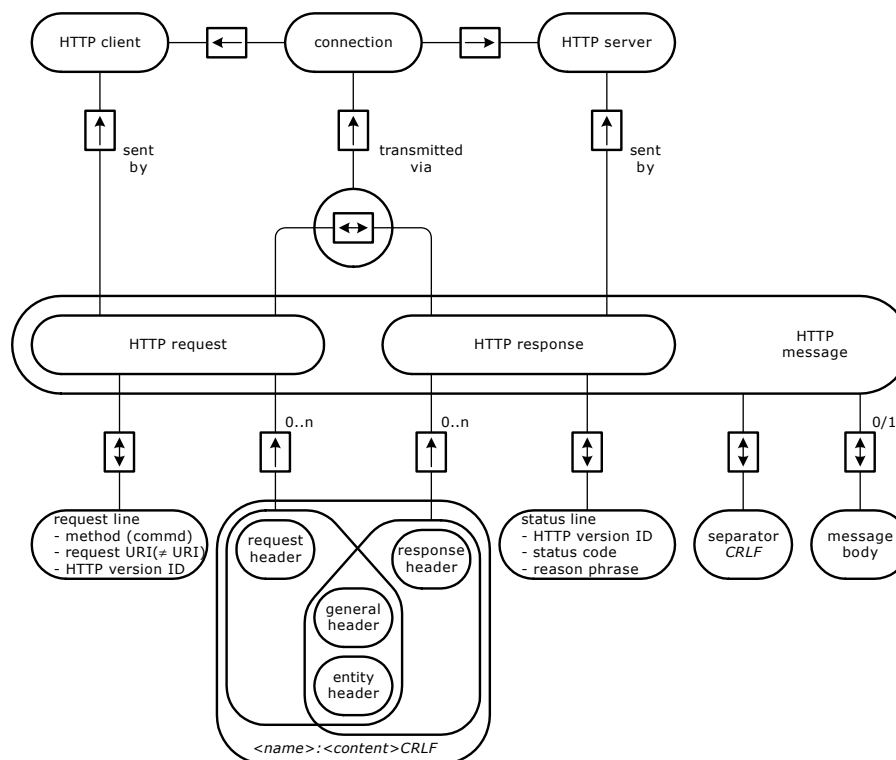 HTTP client
connection
HTTP server
sent
by
transmitted
via
sent
by
HTTP request
HTTP response
HTTP
message
0..n
0..n
0/1
request line
- method (commd)
- request URI(≠ URI)
- HTTP version ID
request
header
response
header
general
header
entity
header
<name>:<content>CRLF
status line
- HTTP version ID
- status code
- reason phrase
separator
CRLF
message
body